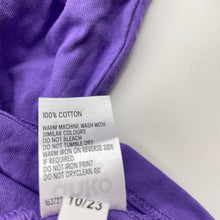 100% COTTON
WARM MACHINE WASH WITH
SIMILAR COLOURS
DO NOT BLEACH
DO NOT TUMBLE DRY
WARM IRON ON REVERSE SIDE
IF REQUIRED
DO NOT IRON PRINT
DO NOT DRYCLEAN
anko
10/23